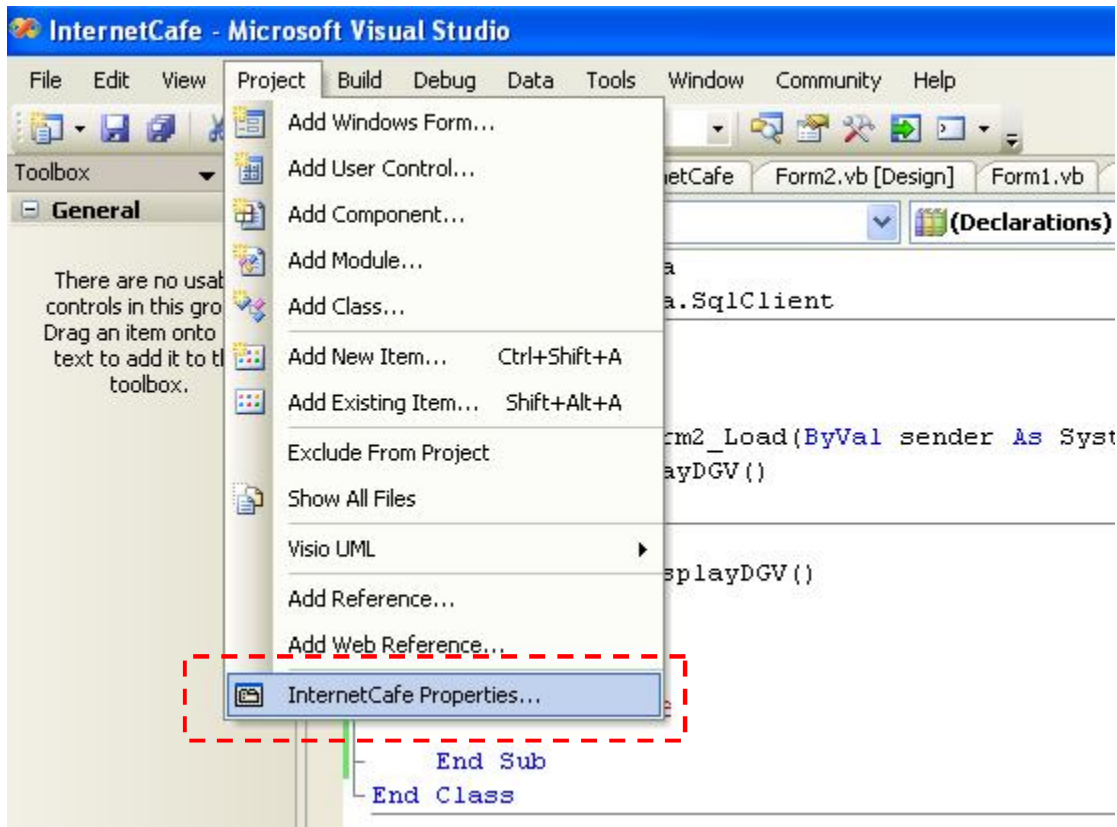 InternetCafe - Microsoft Visual Studio
File Edit View Project Build Debug Data Tools Window Community Help
Toolbox
netCafe Form2.vb [Design] Form1.vb
General
(Declarations)
There are no usab
controls in this gro
Drag an item onto
text to add it to th
toolbox.
Add Windows Form...
Add User Control...
Add Component...
Add Module...
Add Class...
Add New Item... Ctrl+Shift+A
Add Existing Item... Shift+Alt+A
Exclude From Project
Show All Files
Visio UML
Add Reference...
Add Web Reference...
InternetCafe Properties...
a
a.SqlClient
rm2_Load(ByVal sender As Syst
ayDGV()
splayDGV()
End Sub
End Class